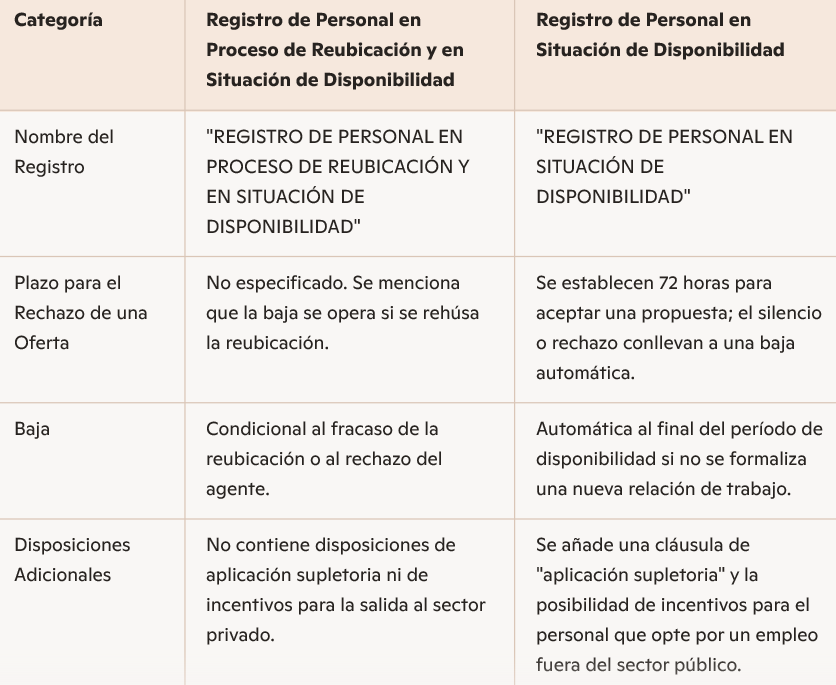 Categoría
Registro de Personal en
Proceso de Reubicación y en
Situación de Disponibilidad
Registro de Personal en
Situación de Disponibilidad
Nombre del
Registro
"REGISTRO DE PERSONAL EN
PROCESO DE REUBICACIÓN Y
EN SITUACIÓN DE
DISPONIBILIDAD"
"REGISTRO DE PERSONAL EN
SITUACIÓN DE
DISPONIBILIDAD"
Plazo para el
Rechazo de una
Oferta
No especificado. Se menciona
que la baja se opera si se rehúsa
la reubicación.
Se establecen 72 horas para
aceptar una propuesta; el silencio
o rechazo conllevan a una baja
automática.
Baja
Condicional al fracaso de la
reubicación o al rechazo del
agente.
Automática al final del período de
disponibilidad si no se formaliza
una nueva relación de trabajo.
Disposiciones
Adicionales
No contiene disposiciones de
aplicación supletoria ni de
incentivos para la salida al sector
privado.
Se añade una cláusula de
"aplicación supletoria" y la
posibilidad de incentivos para el
personal que opte por un empleo
fuera del sector público.